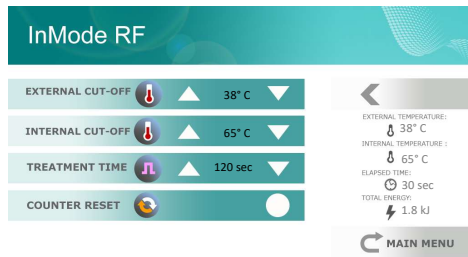 InMode RF
EXTERNAL CUT-OFF 38° C
INTERNAL CUT-OFF 65° C
TREATMENT TIME 120 sec
COUNTER RESET
EXTERNAL TEMPERATURE:
38° C
INTERNAL TEMPERATURE :
65° C
ELAPSED TIME:
30 sec
TOTAL ENERGY:
1.8 kJ
MAIN MENU